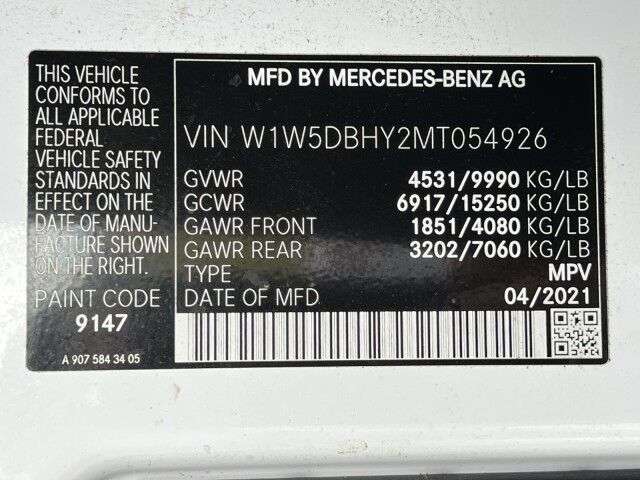 THIS VEHICLE
CONFORMS TO
ALL APPLICABLE
FEDERAL
VEHICLE SAFETY
STANDARDS IN
EFFECT ON THE
DATE OF MANU-
FACTURE SHOWN
ON THE RIGHT.
PAINT CODE
9147
A 907 584 34 05
MFD BY MERCEDES-BENZ AG
VIN W1W5DBHY2MT054926
GVWR 4531/9990 KG/LB
GCWR 6917/15250 KG/LB
GAWR FRONT 1851/4080 KG/LB
GAWR REAR 3202/7060 KG/LB
TYPE MPV
DATE OF MFD 04/2021